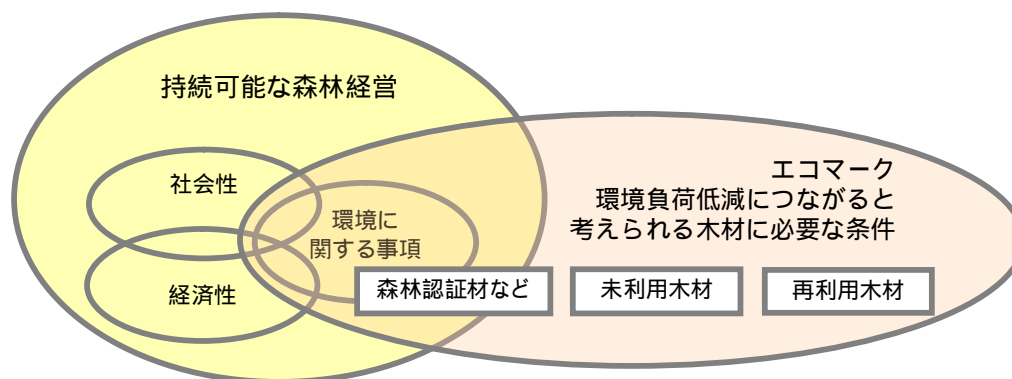 持続可能な森林経営
社会性
環境に
関する事項
経済性
エコマーク
環境負荷低減につながると
考えられる木材に必要な条件
森林認証材など
未利用木材
再利用木材